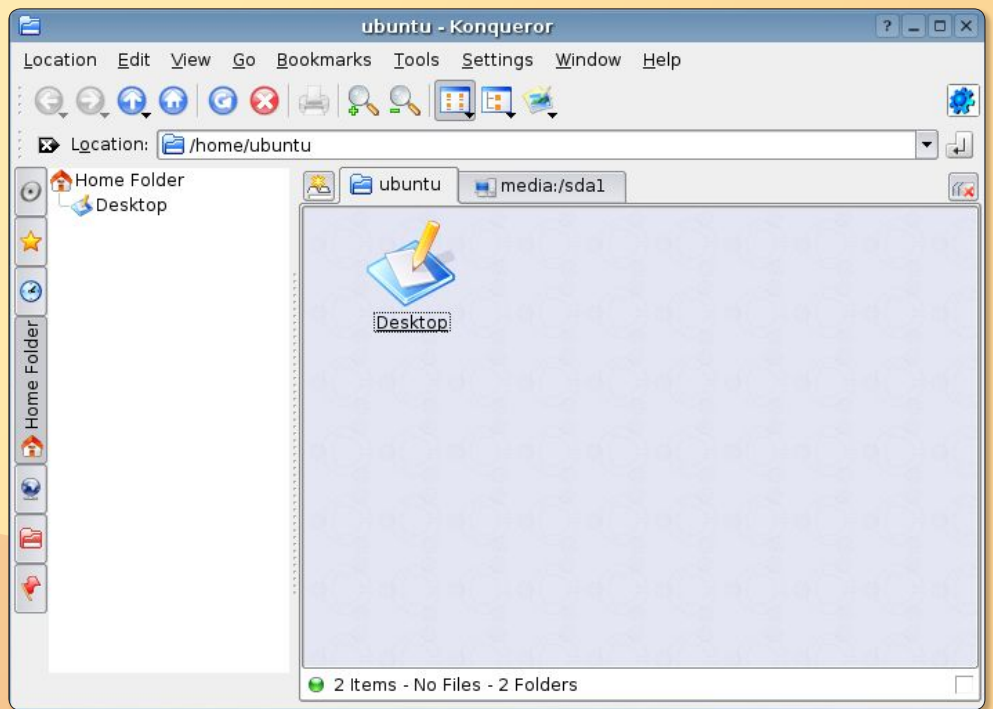 ubuntu - Konqueror
Location Edit View Go Bookmarks Tools Settings Window Help
Location: /home/ubuntu
Home Folder
Desktop
Home Folder
ubuntu
media:/sda1
Desktop
2 Items - No Files - 2 Folders